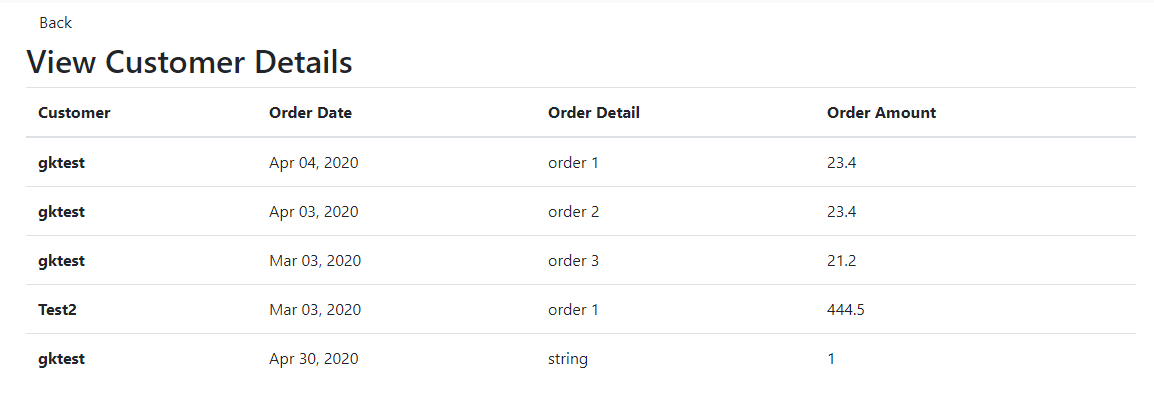 Back
View Customer Details
Customer Order Date Order Detail Order Amount
gktest Apr 04, 2020 order 1 23.4
gktest Apr 03, 2020 order 2 23.4
gktest Mar 03, 2020 order 3 21.2
Test2 Mar 03, 2020 order 1 444.5
gktest Apr 30, 2020 string 1